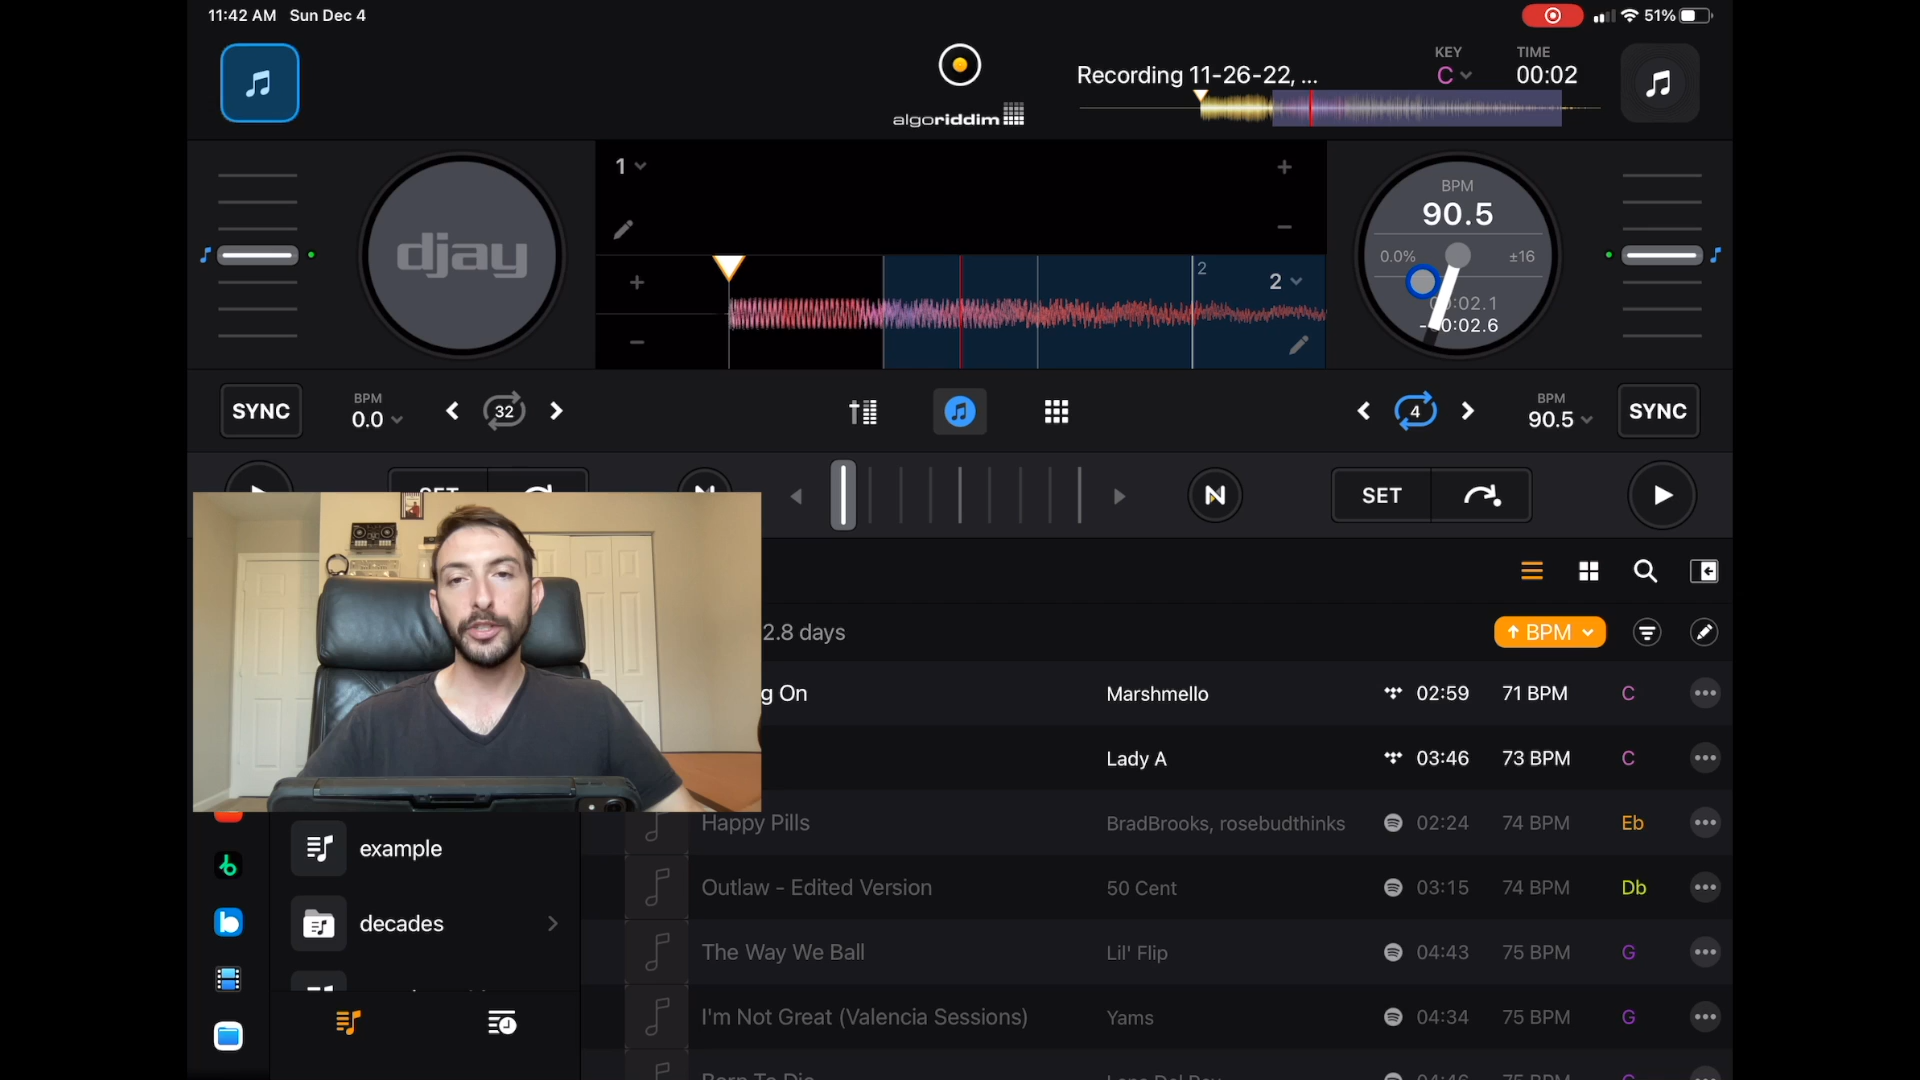 11:42 AM Sun Dec 4
51%
Recording 11-26-22, ...
KEY
C
TIME
00:02
algoriddim
djay
1
2
2
BPM
90.5
0.0%
±16
-00:02.6
SYNC
BPM
0.0
32
4
BPM
90.5
SYNC
SET
2.8 days
BPM
g On Marshmello 02:59 71 BPM C
Lady A 03:46 73 BPM C
Happy Pills BradBrooks, rosebudthinks 02:24 74 BPM Eb
Outlaw - Edited Version 50 Cent 03:15 74 BPM Db
The Way We Ball Lil' Flip 04:43 75 BPM G
I'm Not Great (Valencia Sessions) Yams 04:34 75 BPM G
example
decades